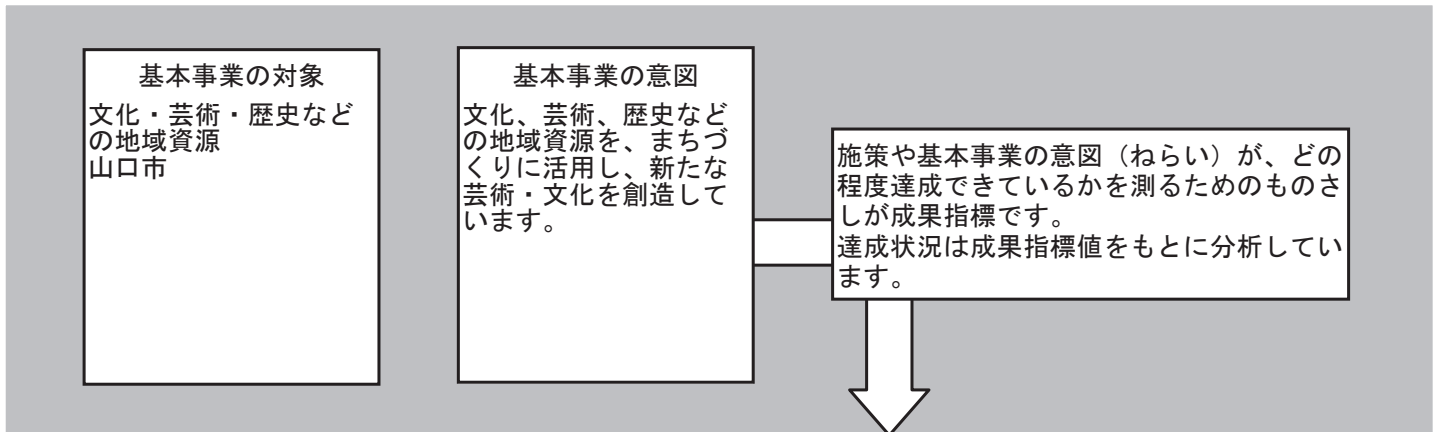 基本事業の対象
文化・芸術・歴史など
の地域資源
山口市
基本事業の意図
文化、芸術、歴史など
の地域資源を、まちづ
くりに活用し、新たな
芸術・文化を創造して
います。
施策や基本事業の意図（ねらい）が、どの
程度達成できているかを測るためのものさ
しが成果指標です。
達成状況は成果指標値をもとに分析してい
ます。